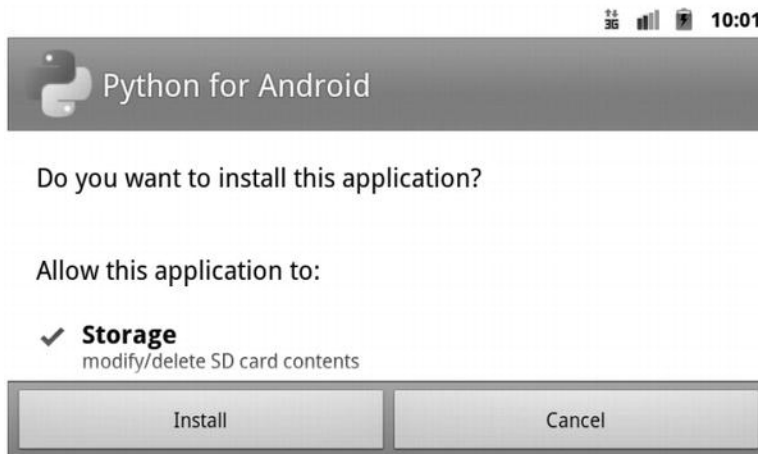 3G 10:01
Python for Android
Do you want to install this application?
Allow this application to:
Storage
modify/delete SD card contents
Install Cancel